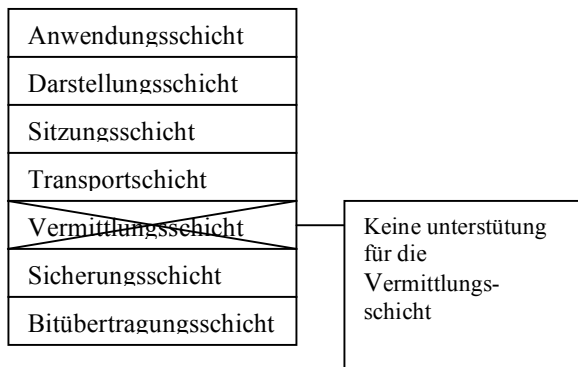 Anwendungsschicht
Darstellungsschicht
Sitzungsschicht
Transportschicht
Vermittlungsschicht
Sicherungsschicht
Bitübertragungsschicht
Keine unterstütung
für die
Vermittlungs-
schicht